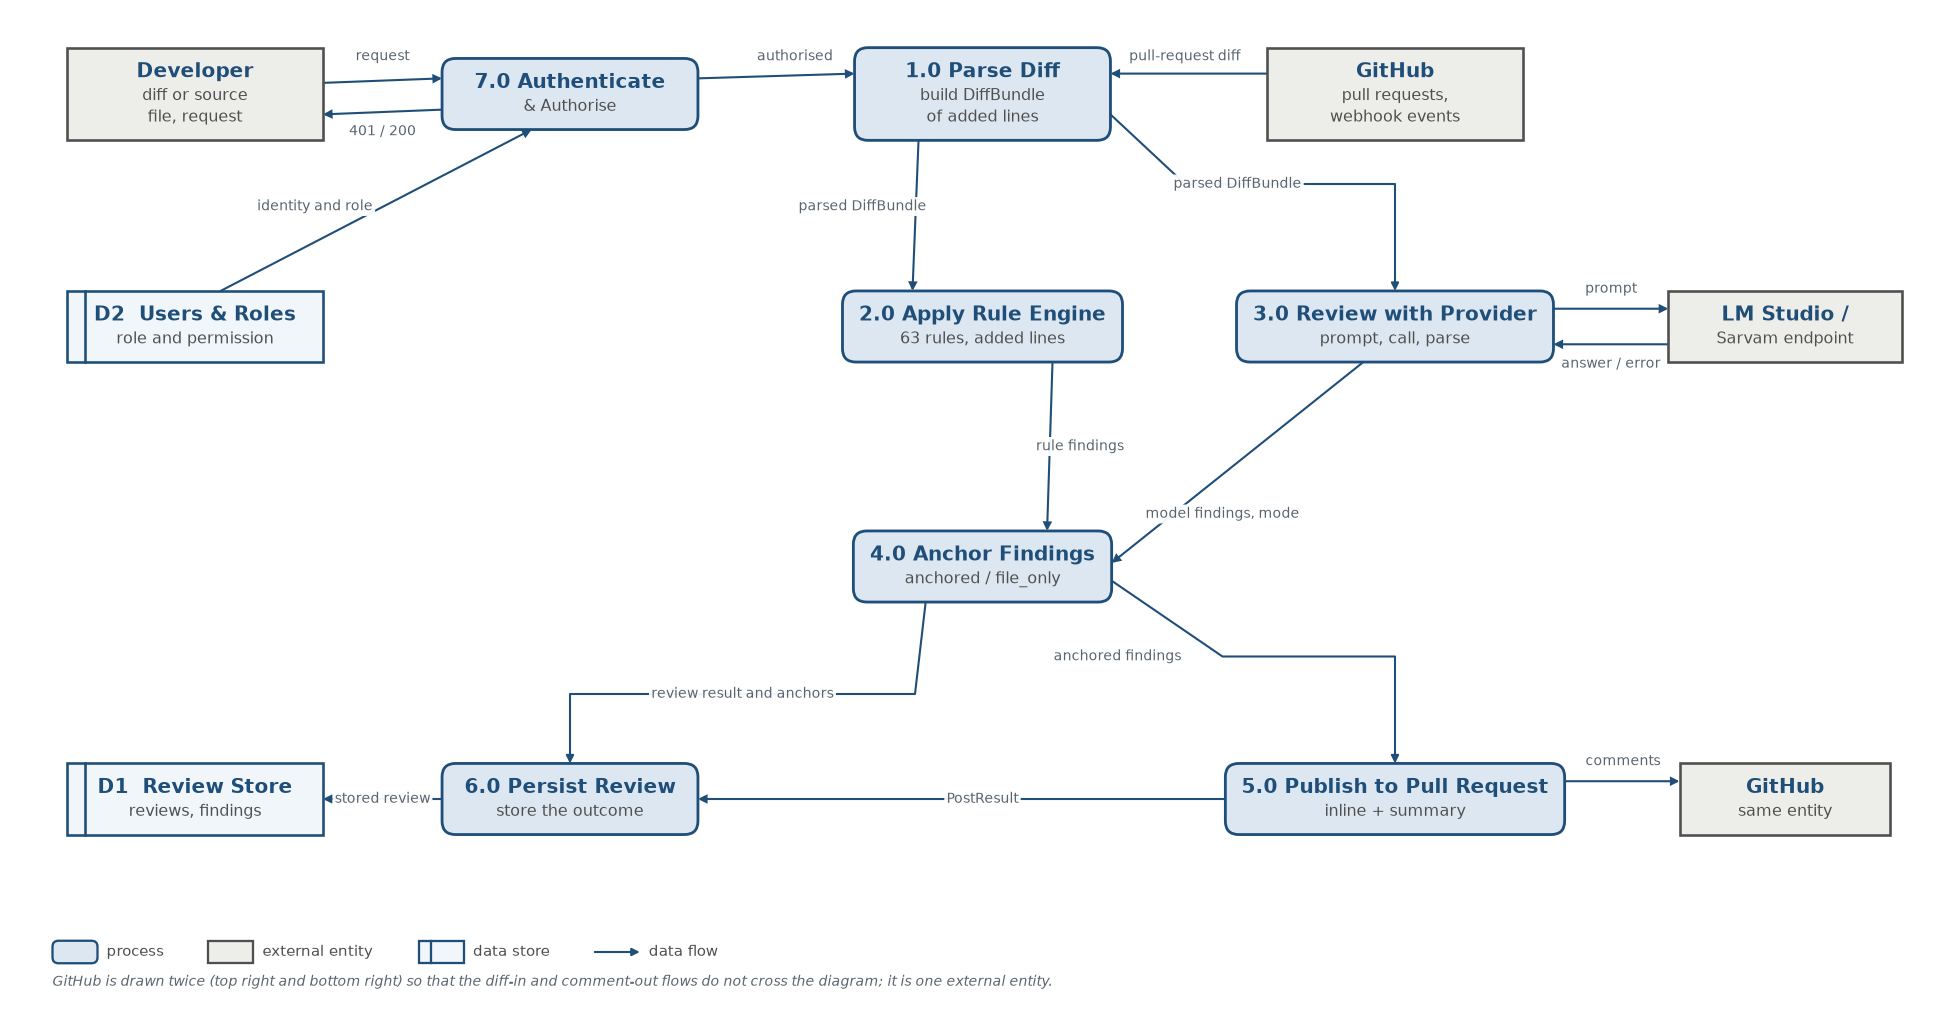 Developer
diff or source
file, request
request
401 / 200
7.0 Authenticate
& Authorise
authorised
1.0 Parse Diff
build DiffBundle
of added lines
pull-request diff
GitHub
pull requests,
webhook events
identity and role
parsed DiffBundle
parsed DiffBundle
D2  Users & Roles
role and permission
2.0 Apply Rule Engine
63 rules, added lines
3.0 Review with Provider
prompt, call, parse
prompt
answer / error
LM Studio /
Sarvam endpoint
rule findings
model findings, mode
4.0 Anchor Findings
anchored / file_only
anchored findings
review result and anchors
D1  Review Store
reviews, findings
stored review
6.0 Persist Review
store the outcome
PostResult
5.0 Publish to Pull Request
inline + summary
comments
GitHub
same entity
process
external entity
data store
data flow
GitHub is drawn twice (top right and bottom right) so that the diff-in and comment-out flows do not cross the diagram; it is one external entity.